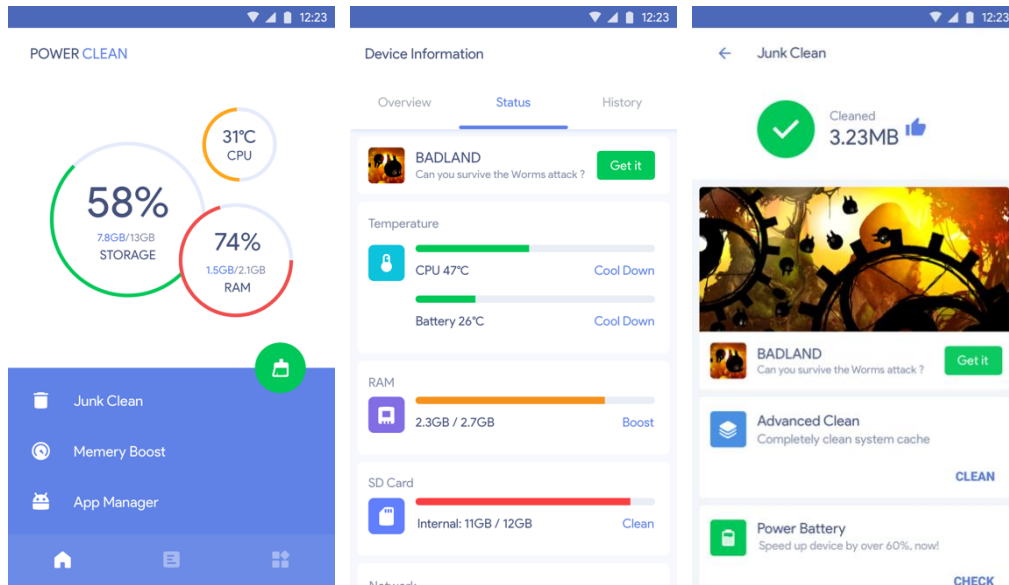 12:23
POWER CLEAN
31°C
CPU
58%
7.8GB/13GB
STORAGE
74%
1.5GB/2.1GB
RAM
Junk Clean
Memery Boost
App Manager
12:23
Device Information
Overview Status History
BADLAND
Can you survive the Worms attack ?
Get it
Temperature
CPU 47°C Cool Down
Battery 26°C Cool Down
RAM
2.3GB / 2.7GB Boost
SD Card
Internal: 11GB / 12GB Clean
Network
12:23
Junk Clean
Cleaned
3.23MB
BADLAND
Can you survive the Worms attack ?
Get it
Advanced Clean
Completely clean system cache
CLEAN
Power Battery
Speed up device by over 60%, now!
CHECK